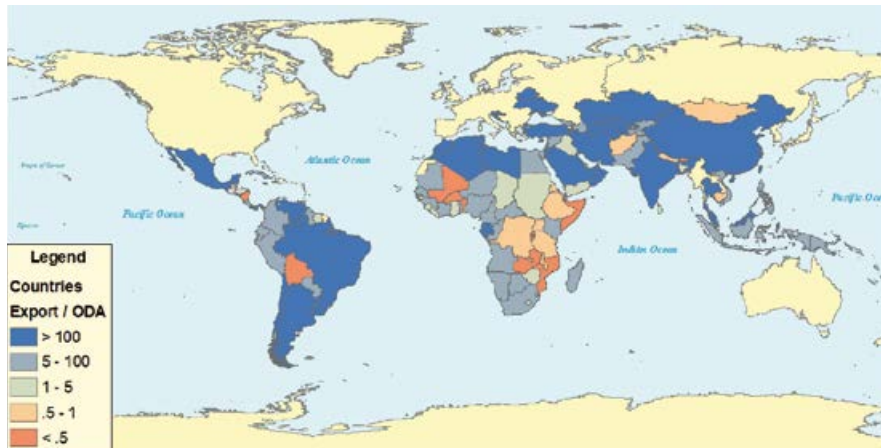 Atlantic Ocean
Pacific Ocean
Pacific Oce
Indian Ocean
Legend
Countries
Export / ODA
> 100
5 - 100
1 - 5
.5 - 1
< .5